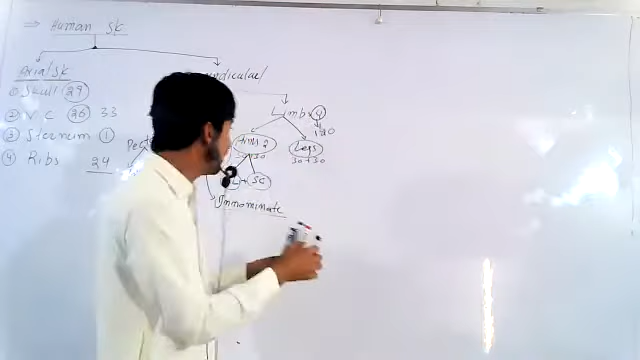 ⇒ Human Sk
Axial Sk
① Skull (29)
② V C (26) 33
③ Sternum ①
④ Ribs 24
Limbs 4
120
Arms 2
Legs
30+30
SC
Innominate